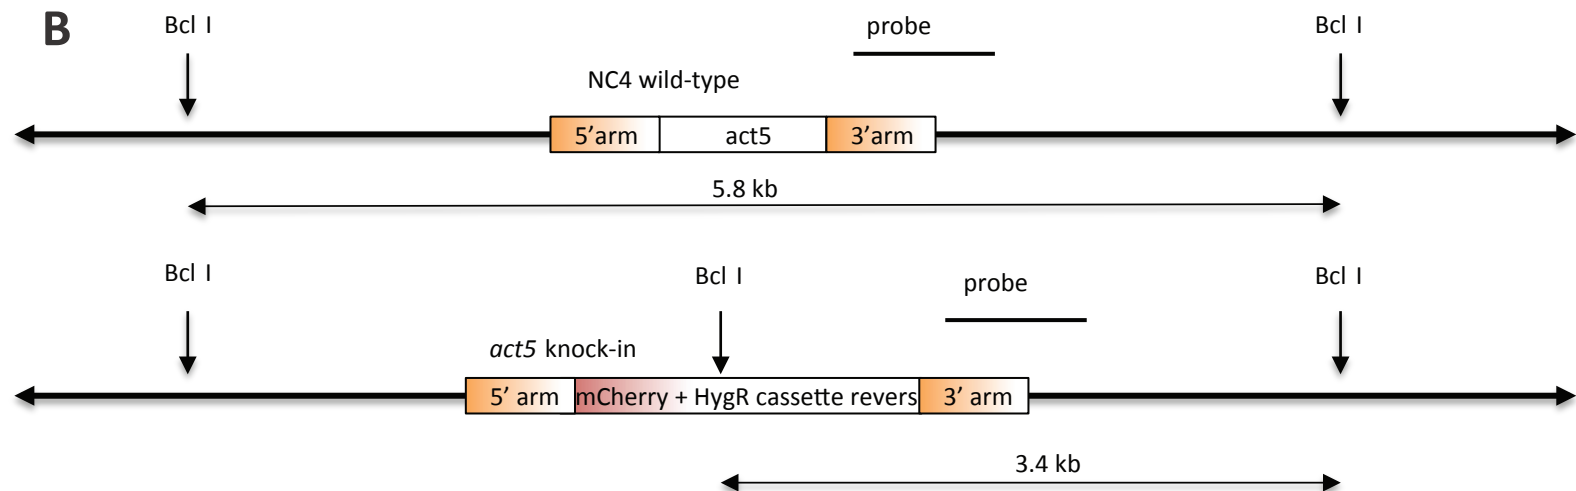 B
Bcl I
probe
Bcl I
NC4 wild-type
5’arm
act5
3’arm
5.8 kb
Bcl I
Bcl I
probe
Bcl I
act5 knock-in
5’ arm
mCherry + HygR cassette revers
3’ arm
3.4 kb